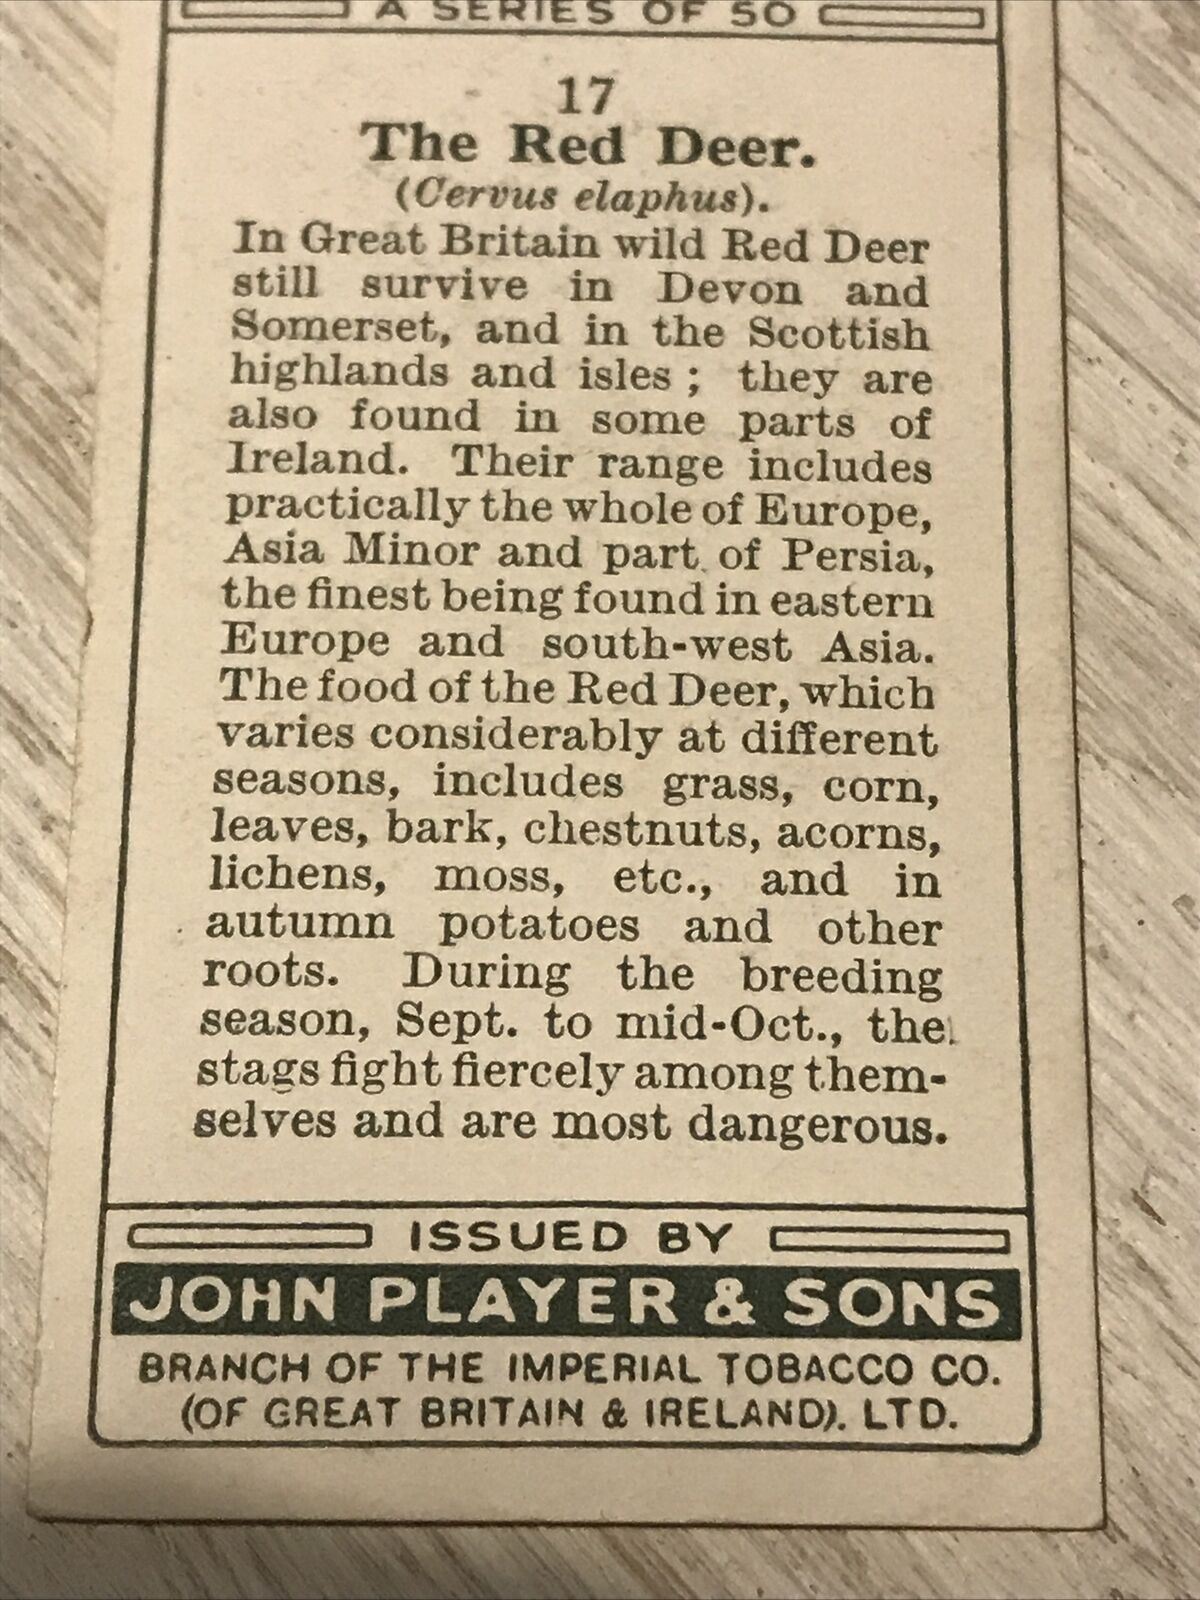 A SERIES OF 50
17
The Red Deer.
(Cervus elaphus).
In Great Britain wild Red Deer
still survive in Devon and
Somerset, and in the Scottish
highlands and isles ; they are
also found in some parts of
Ireland. Their range includes
practically the whole of Europe,
Asia Minor and part of Persia,
the finest being found in eastern
Europe and south-west Asia.
The food of the Red Deer, which
varies considerably at different
seasons, includes grass, corn,
leaves, bark, chestnuts, acorns,
lichens, moss, etc., and in
autumn potatoes and other
roots. During the breeding
season, Sept. to mid-Oct., the
stags fight fiercely among them-
selves and are most dangerous.
ISSUED BY
JOHN PLAYER & SONS
BRANCH OF THE IMPERIAL TOBACCO CO.
(OF GREAT BRITAIN & IRELAND). LTD.